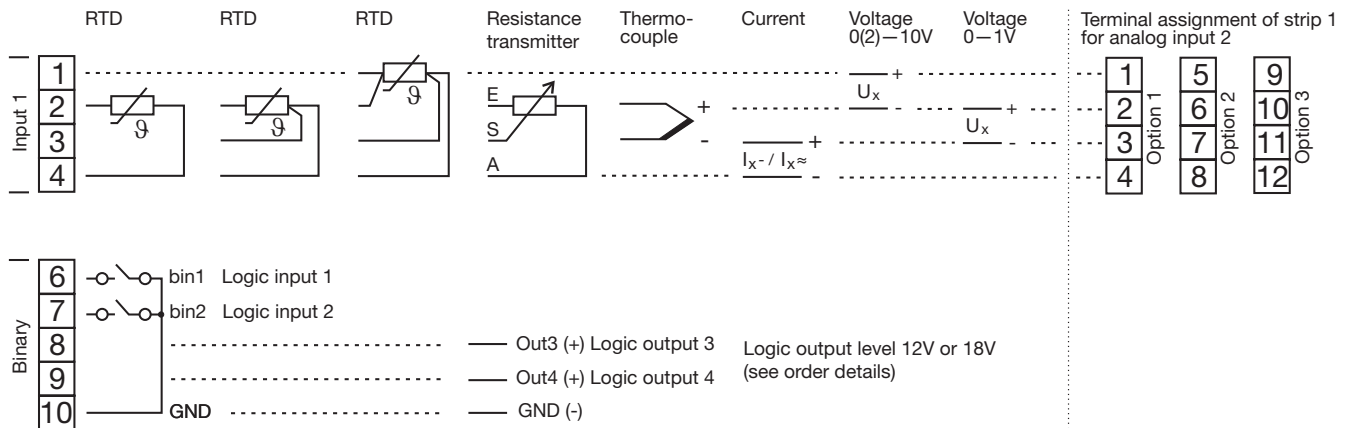 RTD RTD RTD Resistance transmitter Thermo-couple Current Voltage 0(2)—10V Voltage 0—1V
Terminal assignment of strip 1
for analog input 2
Input 1
1
2
3
4
ϑ
ϑ
ϑ
E
S
A
+
-
+
Ix- / Ix≈
-
+
Ux
-
+
Ux
-
1
2
3
4
Option 1
5
6
7
8
Option 2
9
10
11
12
Option 3
Binary
6 bin1 Logic input 1
7 bin2 Logic input 2
8 Out3 (+) Logic output 3
9 Out4 (+) Logic output 4
10 GND GND (-)
Logic output level 12V or 18V
(see order details)